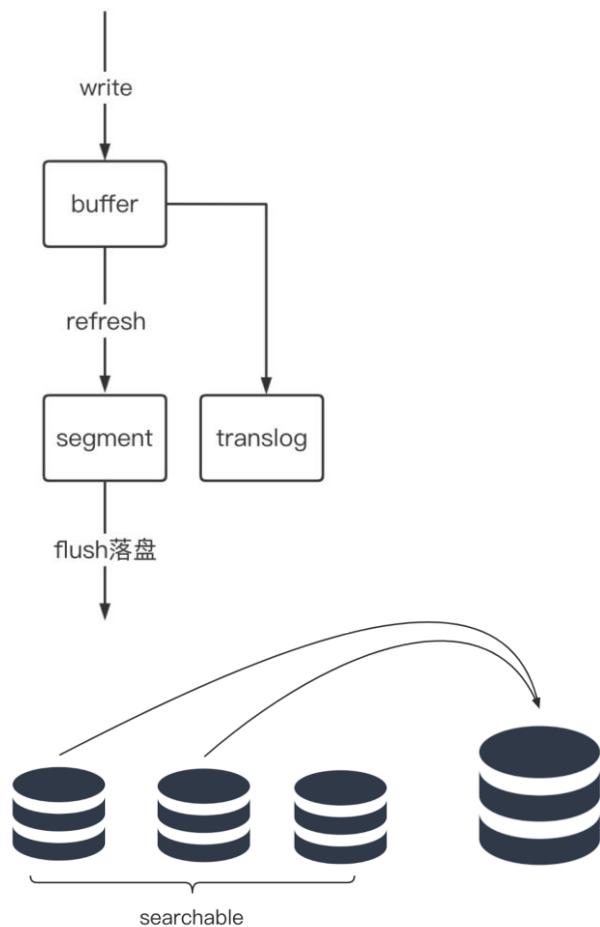 write
buffer
refresh
segment
translog
flush落盘
searchable